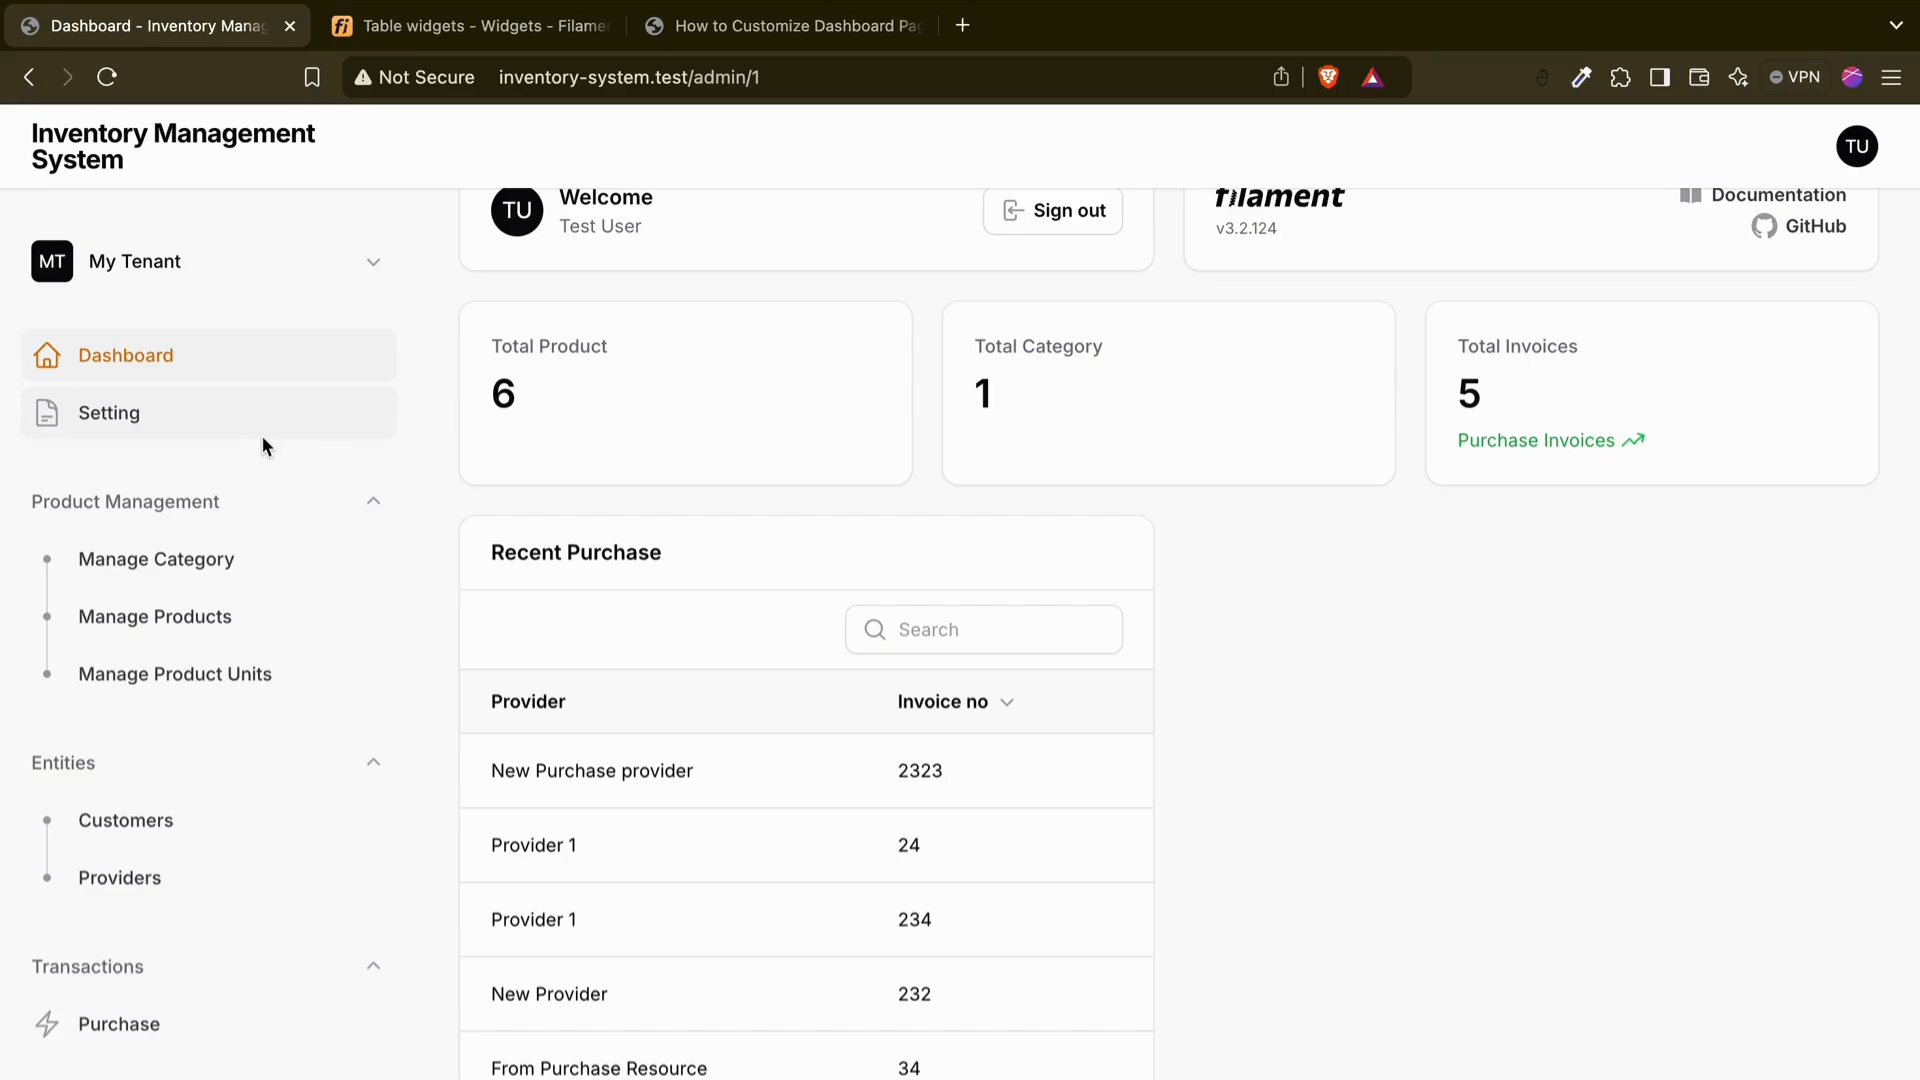 Dashboard - Inventory Manag
Table widgets - Widgets - Filame
How to Customize Dashboard Pag
Not Secure
inventory-system.test/admin/1
VPN
Inventory Management
System
TU
MT
My Tenant
Dashboard
Setting
Product Management
Manage Category
Manage Products
Manage Product Units
Entities
Customers
Providers
Transactions
Purchase
TU
Welcome
Test User
Sign out
filament
v3.2.124
Documentation
GitHub
Total Product
6
Total Category
1
Total Invoices
5
Purchase Invoices
Recent Purchase
Search
Provider
Invoice no
New Purchase provider
2323
Provider 1
24
Provider 1
234
New Provider
232
From Purchase Resource
34